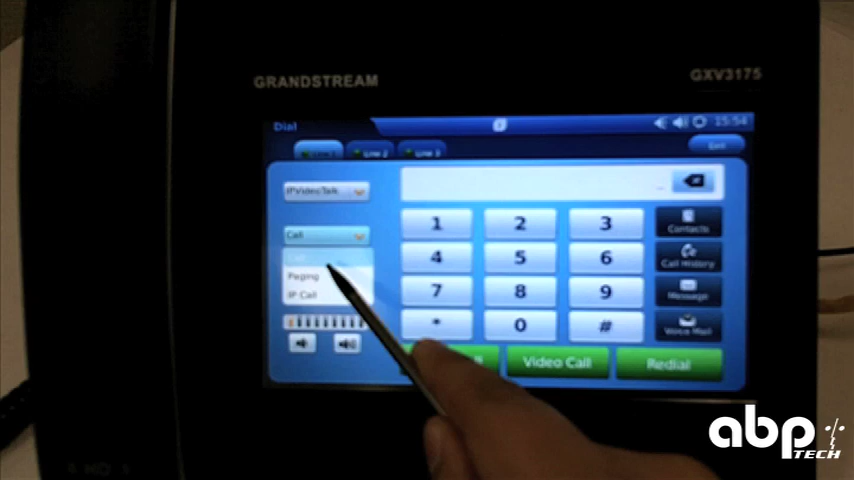 GRANDSTREAM
GXV3175
Dial
15:54
Line 2
Line 3
Exit
IPVideoTalk
Call
Call
Paging
IP Call
1
2
3
4
5
6
7
8
9
*
0
#
Contacts
Call History
Message
Voice Mail
Video Call
Redial
abp
TECH